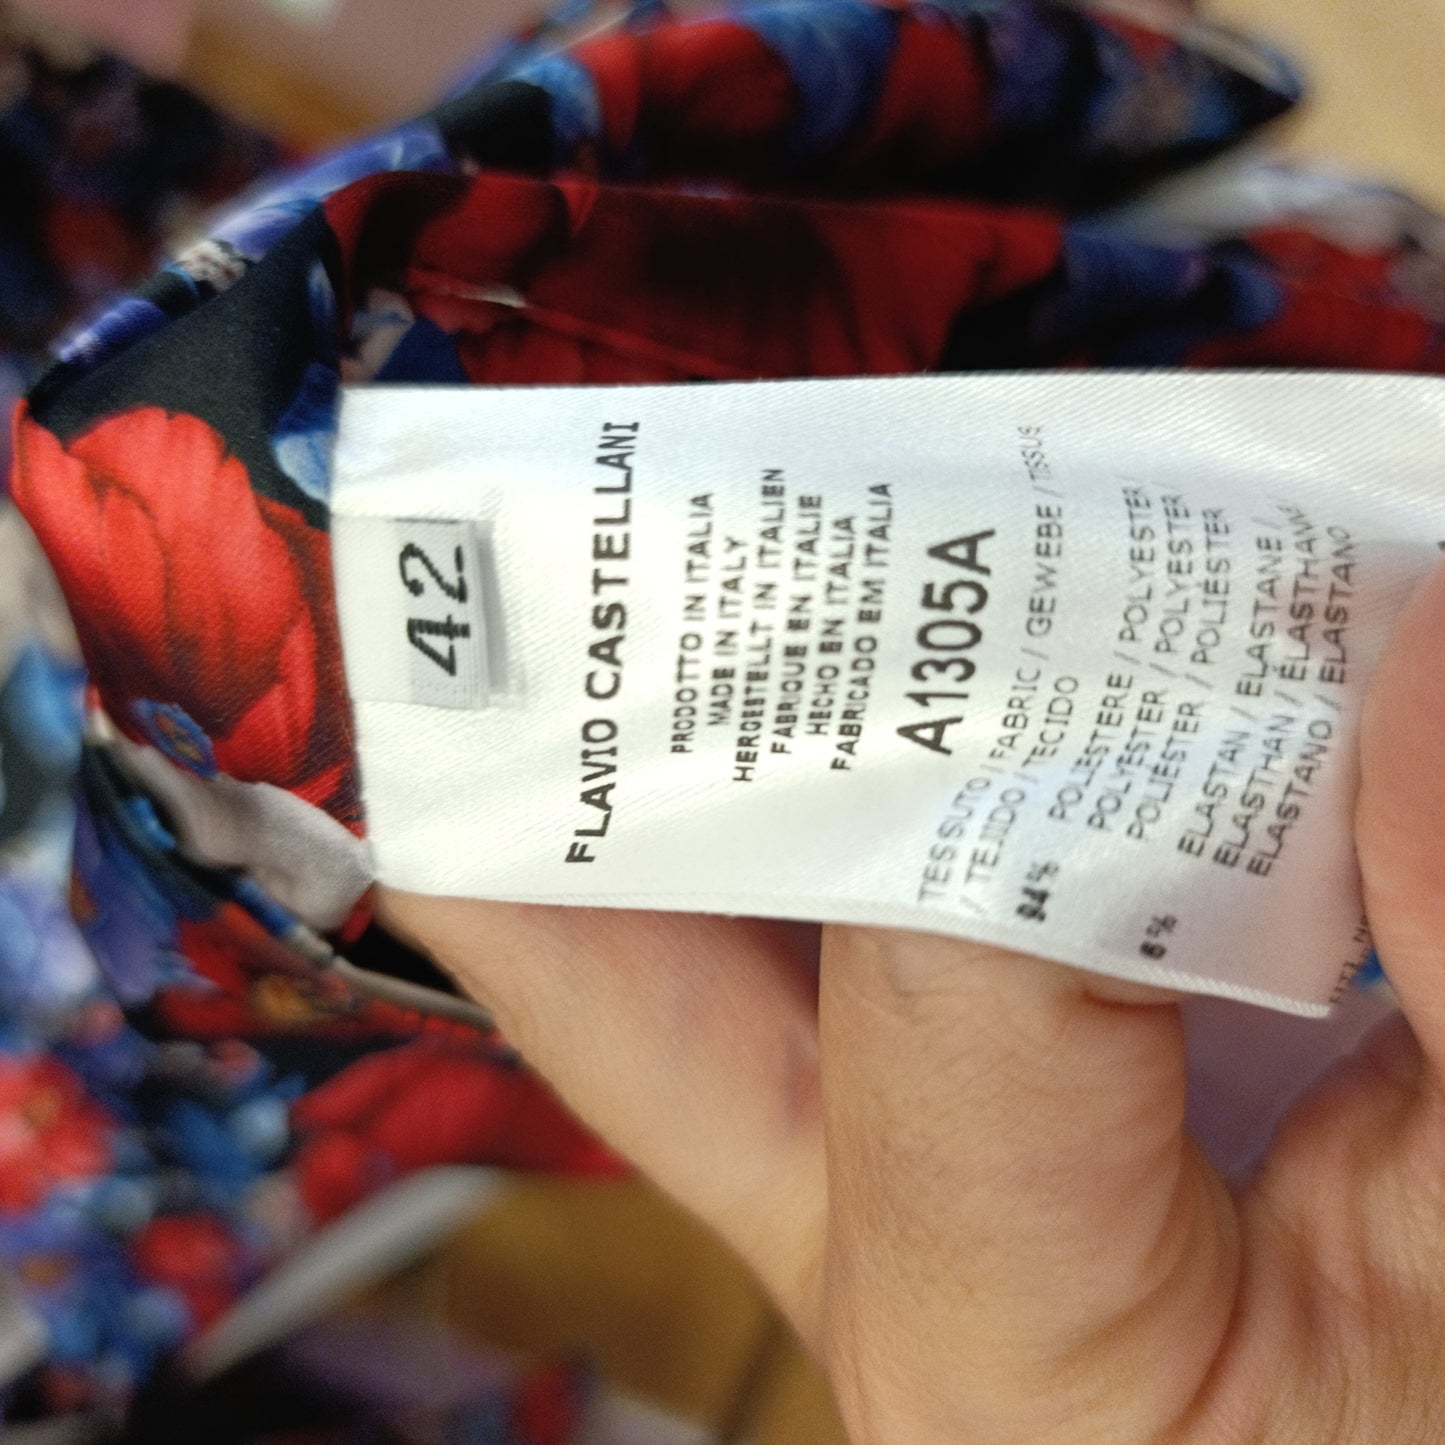 42
FLAVIO CASTELLANI
PRODOTTO IN ITALIA
MADE IN ITALY
HERGESTELLT IN ITALIEN
FABRIQUE EN ITALIE
HECHO EN ITALIA
FABRICADO EM ITALIA
A1305A
TESSUTO / FABRIC / GEWEBE / TISSUS
/ TEJIDO / TECIDO
94% POLIESTERE / POLYESTER
POLYESTER / POLYESTER/
POLIÉSTER / POLIÉSTER
6% ELASTAN / ELASTANE /
ELASTHAN / ÉLASTHANNE
ELASTANO / ELASTANO